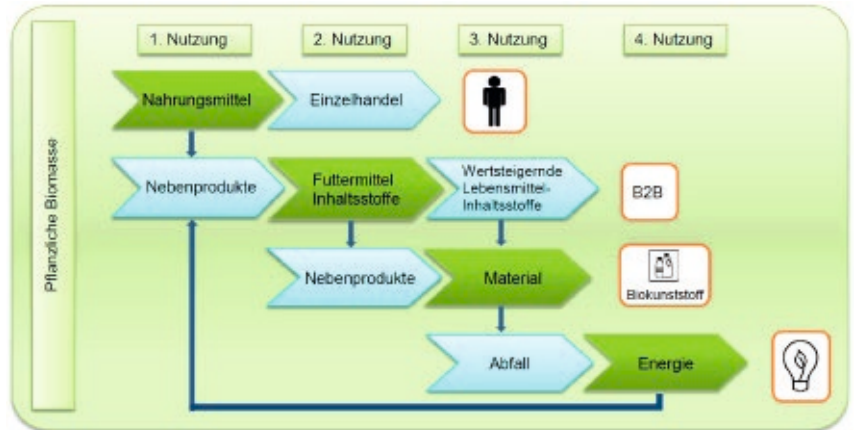 1. Nutzung
2. Nutzung
3. Nutzung
4. Nutzung
Pflanzliche Biomasse
Nahrungsmittel
Einzelhandel
Nebenprodukte
Futtermittel
Inhaltsstoffe
Wertsteigernde
Lebensmittel-
Inhaltsstoffe
B2B
Nebenprodukte
Material
Biokunststoff
Abfall
Energie